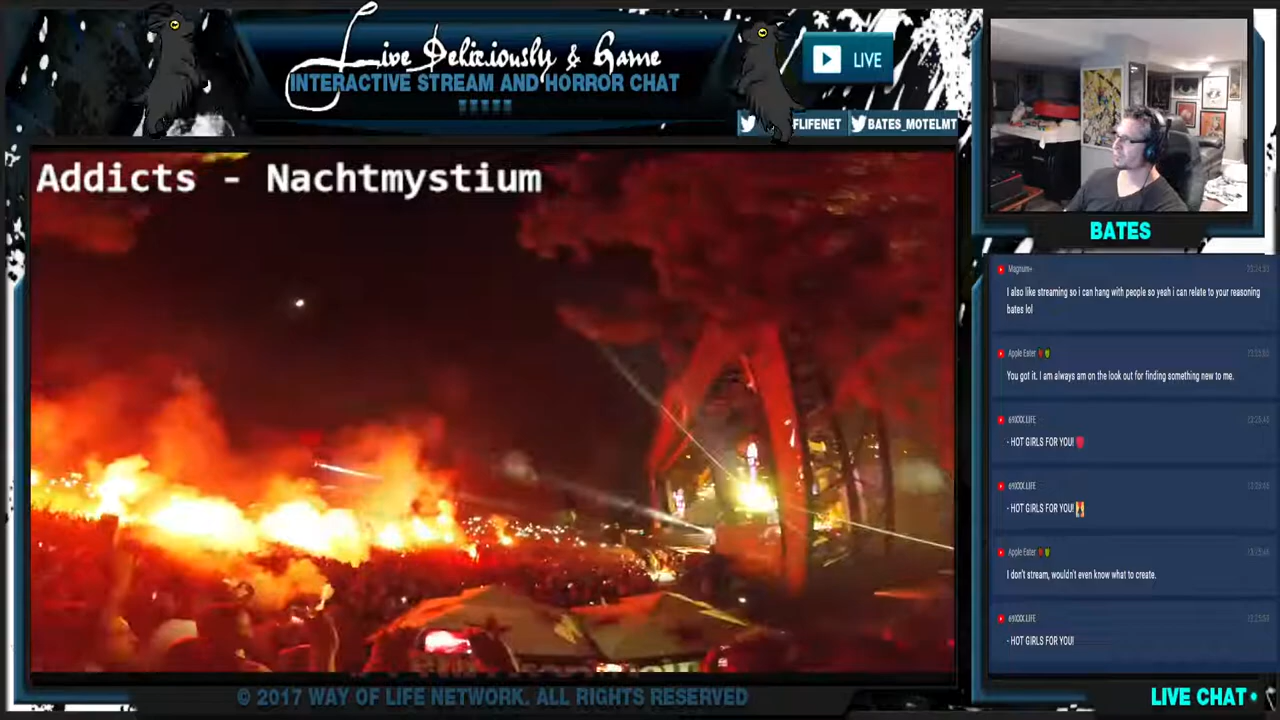 Live Deliciously & Game
INTERACTIVE STREAM AND HORROR CHAT
LIVE
FLIFENET
BATES_MOTELMT
Addicts - Nachtmystium
BATES
Magnum+
I also like streaming so i can hang with people so yeah i can relate to your reasoning
bates lol
Apple Eater
You got it. I am always am on the look out for finding something new to me.
- HOT GIRLS FOR YOU!
- HOT GIRLS FOR YOU!
Apple Eater
I don't stream, wouldn't even know what to create.
- HOT GIRLS FOR YOU!
© 2017 WAY OF LIFE NETWORK. ALL RIGHTS RESERVED
LIVE CHAT